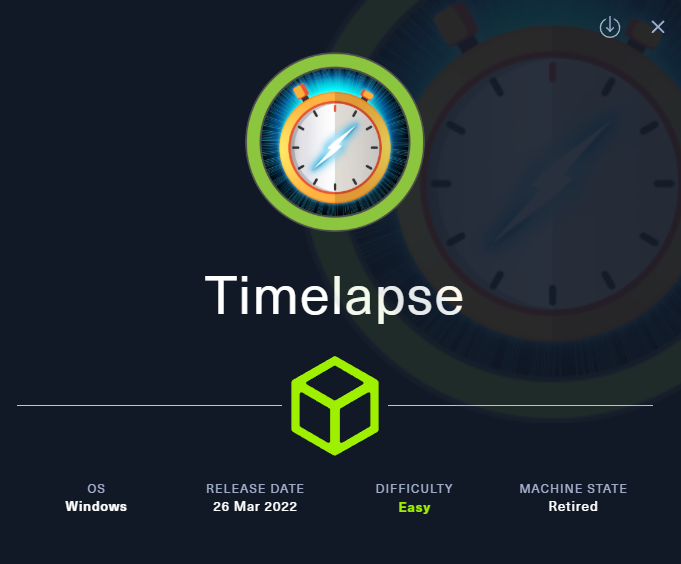 Timelapse
OS
RELEASE DATE
DIFFICULTY
MACHINE STATE
Windows
26 Mar 2022
Easy
Retired